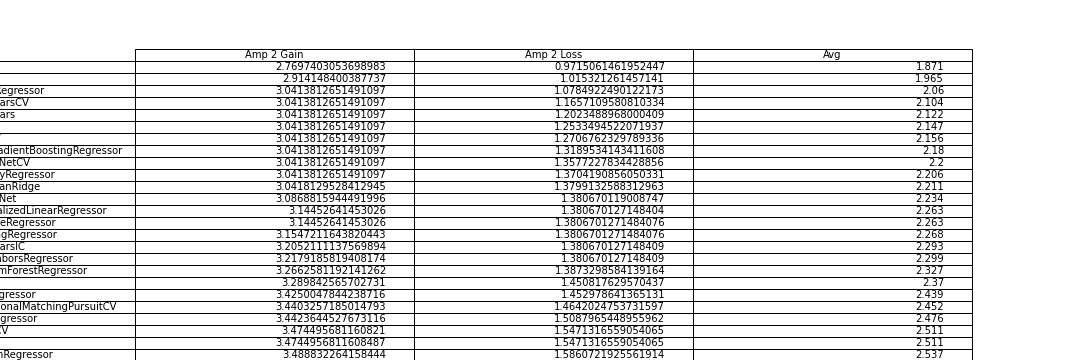 Amp 2 Gain Amp 2 Loss Avg
2.7697403053698983 0.9715061461952447 1.871
2.914148400387737 1.015321261457141 1.965
Regressor 3.0413812651491097 1.0784922490122173 2.06
arsCV 3.0413812651491097 1.1657109580810334 2.104
ars 3.0413812651491097 1.2023488968000409 2.122
3.0413812651491097 1.2533494522071937 2.147
3.0413812651491097 1.2706762329789336 2.156
adientBoostingRegressor 3.0413812651491097 1.3189534143411608 2.18
NetCV 3.0413812651491097 1.3577227834428856 2.2
yRegressor 3.0413812651491097 1.3704190856050331 2.206
anRidge 3.0418129528412945 1.3799132588312963 2.211
Net 3.0868815944491996 1.380670119008747 2.234
alizedLinearRegressor 3.14452641453026 1.380670127148404 2.263
eRegressor 3.14452641453026 1.3806701271484076 2.263
ngRegressor 3.1547211643820443 1.3806701271484076 2.268
arsIC 3.2052111137569894 1.380670127148409 2.293
hborsRegressor 3.2179185819408174 1.380670127148409 2.299
mForestRegressor 3.2662581192141262 1.3873298584139164 2.327
3.289842565702731 1.450817629570437 2.37
gressor 3.4250047844238716 1.452978641365131 2.439
onalMatchingPursuitCV 3.4403257185014793 1.4642024753731597 2.452
gressor 3.4423644527673116 1.5087965448955962 2.476
CV 3.474495681160821 1.5471316559054065 2.511
3.4744956811608487 1.5471316559054065 2.511
nRegressor 3.488832264158444 1.5860721925561914 2.537